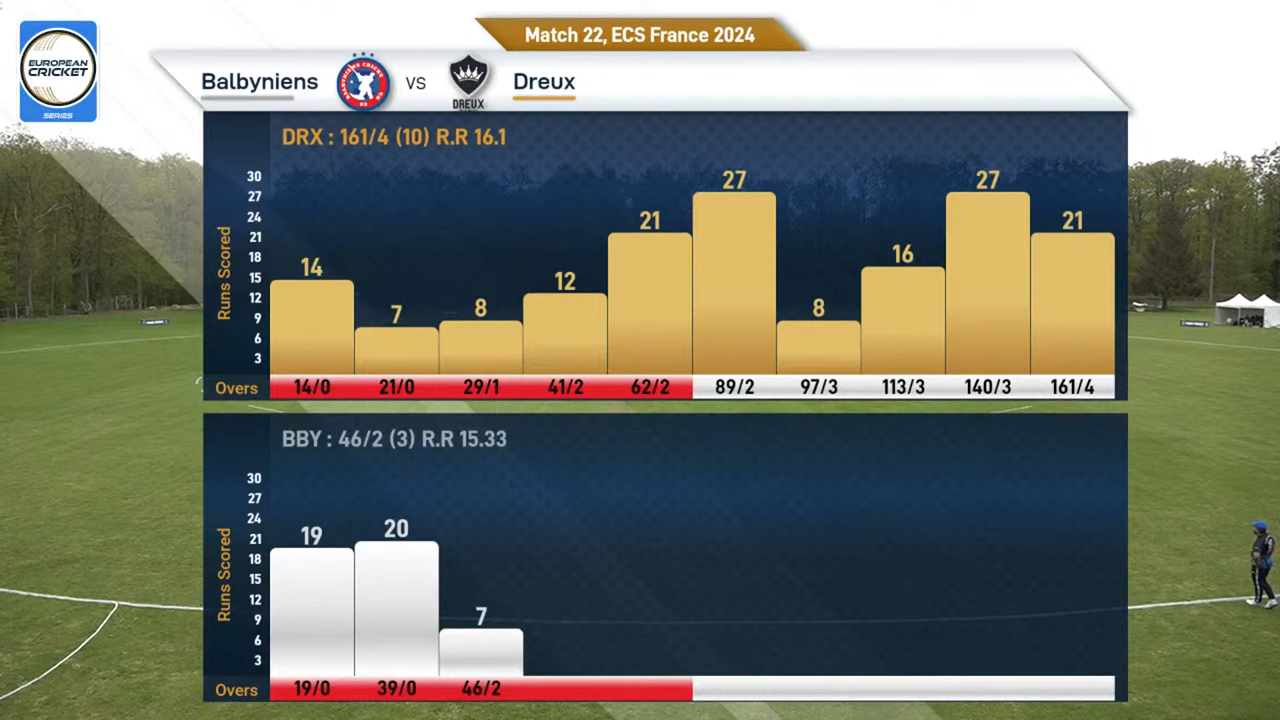 Match 22, ECS France 2024
EUROPEAN
CRICKET
SERIES
Balbyniens VS Dreux
DREUX
DRX : 161/4 (10) R.R 16.1
Runs Scored
30
27
24
21
18
15
12
9
6
3
14 7 8 12 21 27 8 16 27 21
Overs 14/0 21/0 29/1 41/2 62/2 89/2 97/3 113/3 140/3 161/4
BBY : 46/2 (3) R.R 15.33
Runs Scored
30
27
24
21
18
15
12
9
6
3
19 20 7
Overs 19/0 39/0 46/2